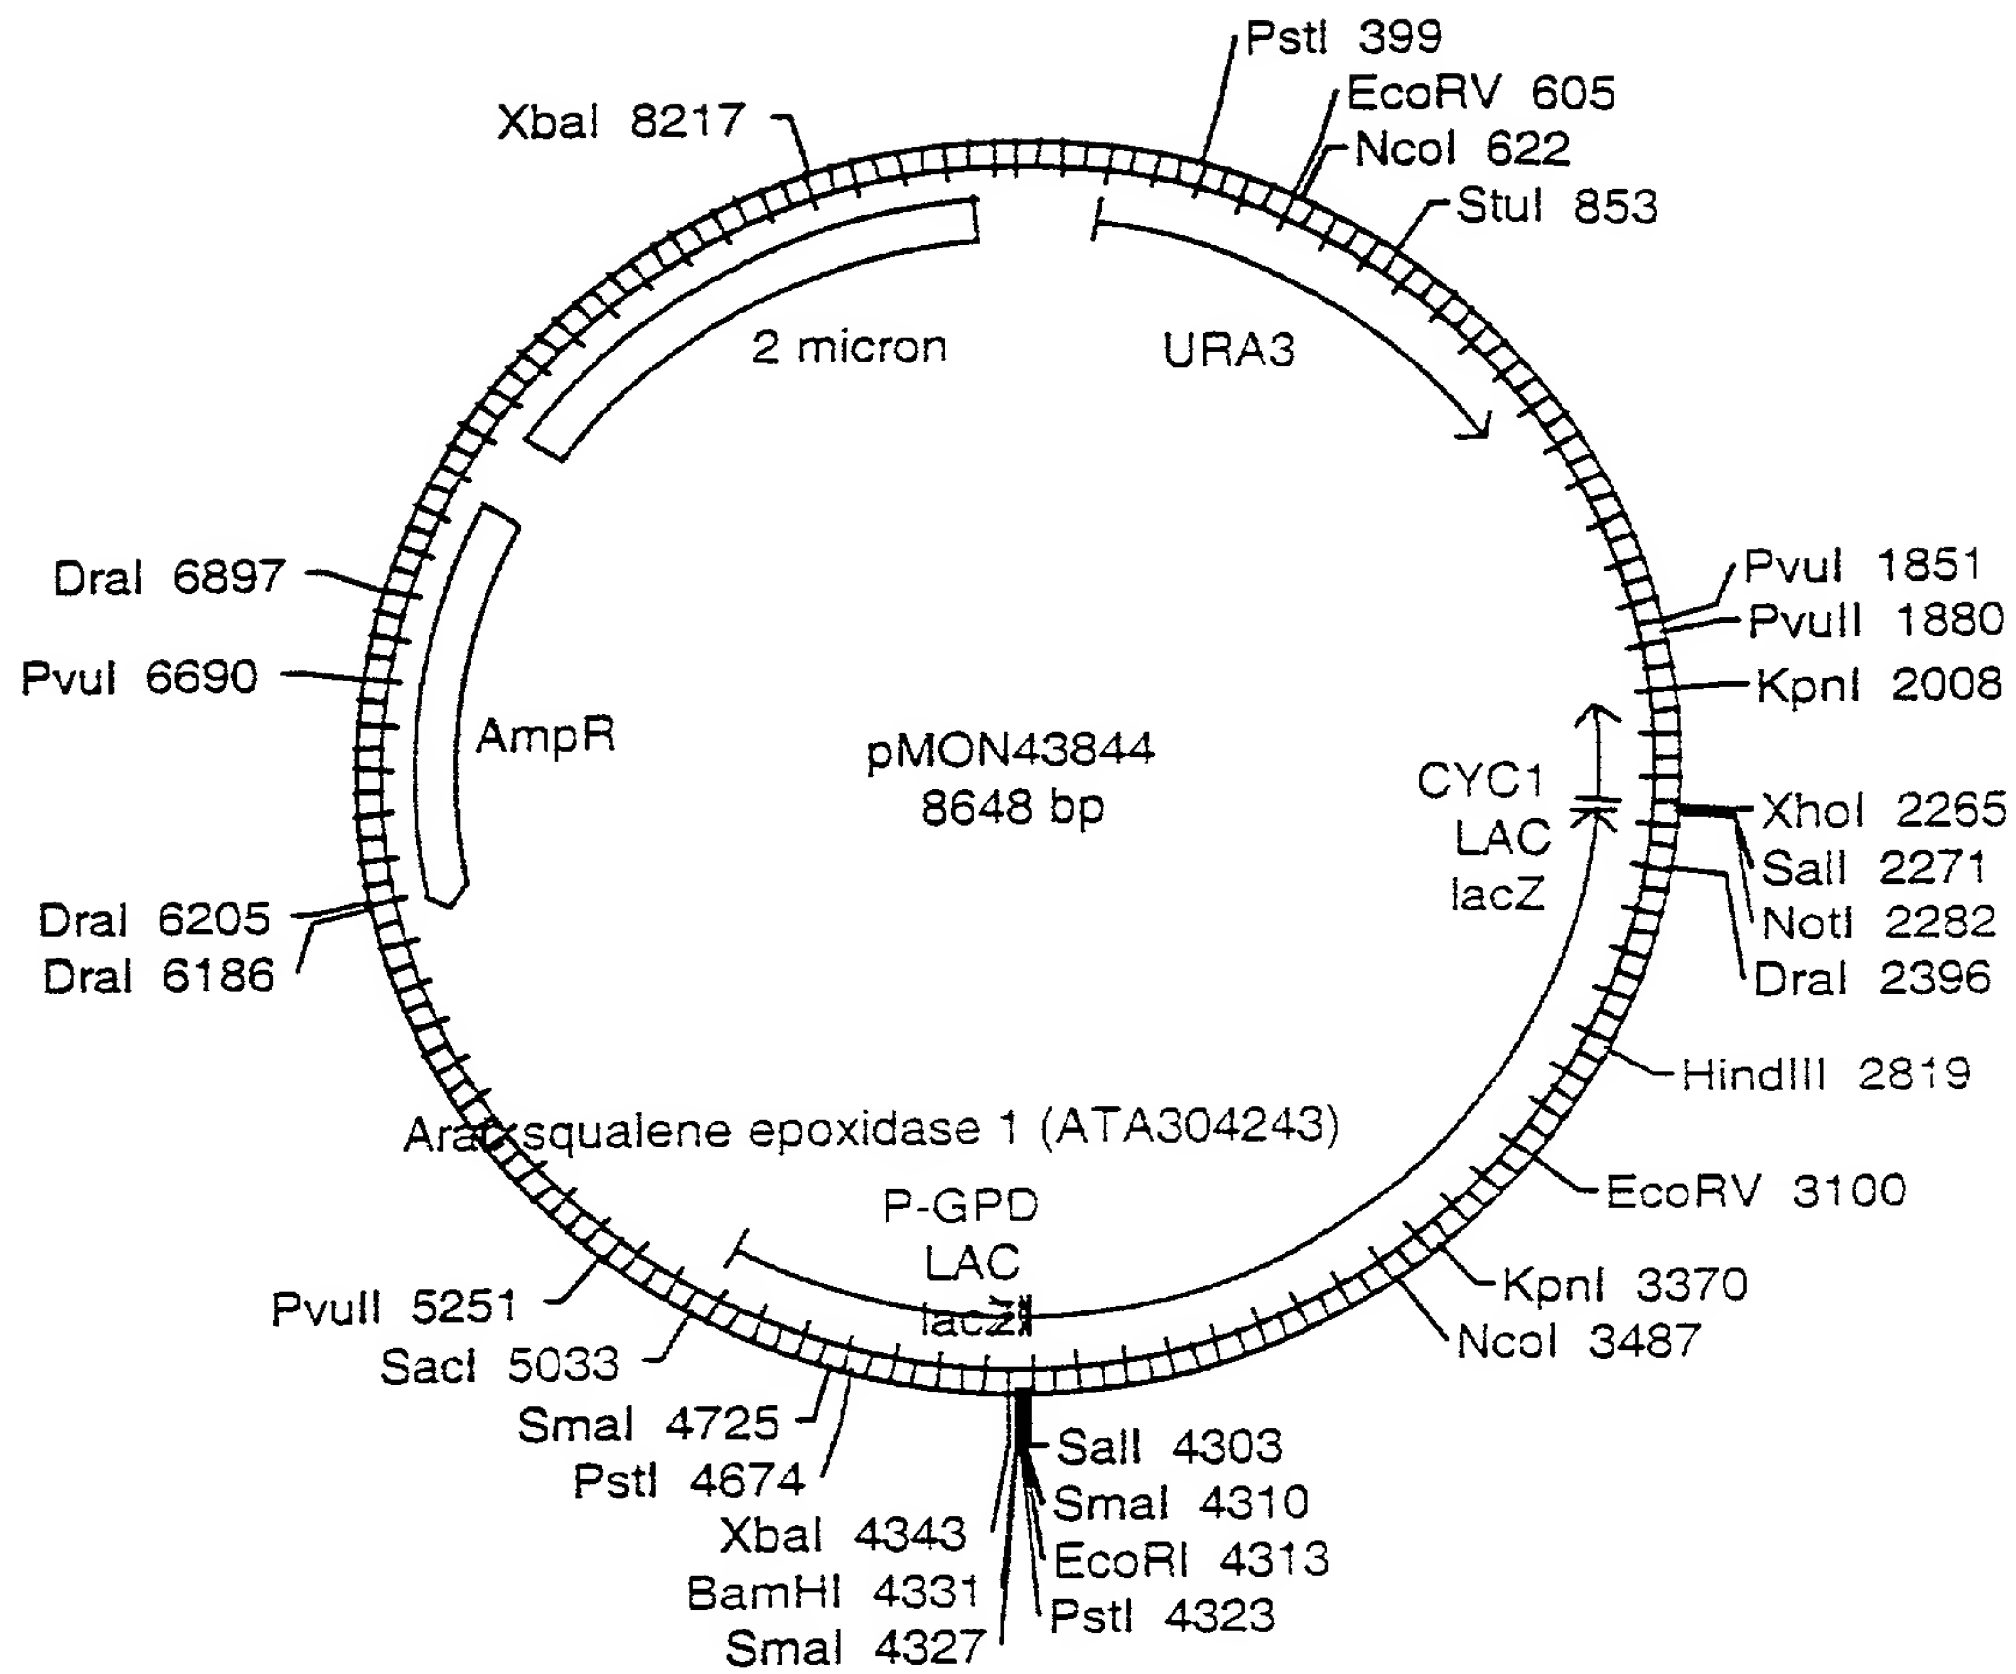 PstI 399
EcoRV 605
NcoI 622
StuI 853
XbaI 8217
2 micron
URA3
DraI 6897
PvuI 6690
AmpR
pMON43844
8648 bp
PvuI 1851
PvuII 1880
KpnI 2008
CYC1
LAC
lacZ
XhoI 2265
SalI 2271
NotI 2282
DraI 2396
DraI 6205
DraI 6186
HindIII 2819
squalene epoxidase 1 (ATA304243)
EcoRV 3100
P-GPD
LAC
lacZ
KpnI 3370
NcoI 3487
PvuII 5251
SacI 5033
SmaI 4725
PstI 4674
XbaI 4343
BamHI 4331
SmaI 4327
SalI 4303
SmaI 4310
EcoRI 4313
PstI 4323